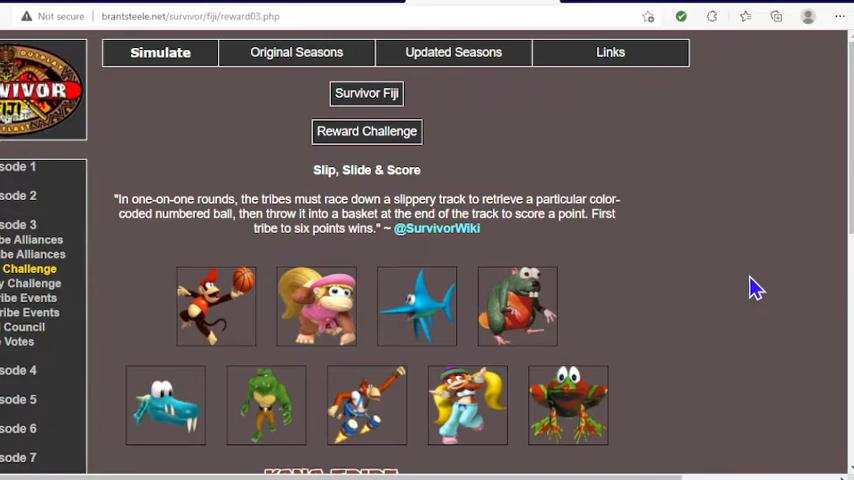 brantsteele.net/survivor/fiji/reward03.php
Simulate
Original Seasons
Updated Seasons
Links
Survivor Fiji
Reward Challenge
Slip, Slide & Score
"In one-on-one rounds, the tribes must race down a slippery track to retrieve a particular color-
coded numbered ball, then throw it into a basket at the end of the track to score a point. First
tribe to six points wins." ~ @SurvivorWiki
OUTPLAY
VIVOR
FIJI
sode 1
sode 2
sode 3
be Alliances
be Alliances
Challenge
y Challenge
ribe Events
ribe Events
l Council
e Votes
sode 4
sode 5
sode 6
sode 7